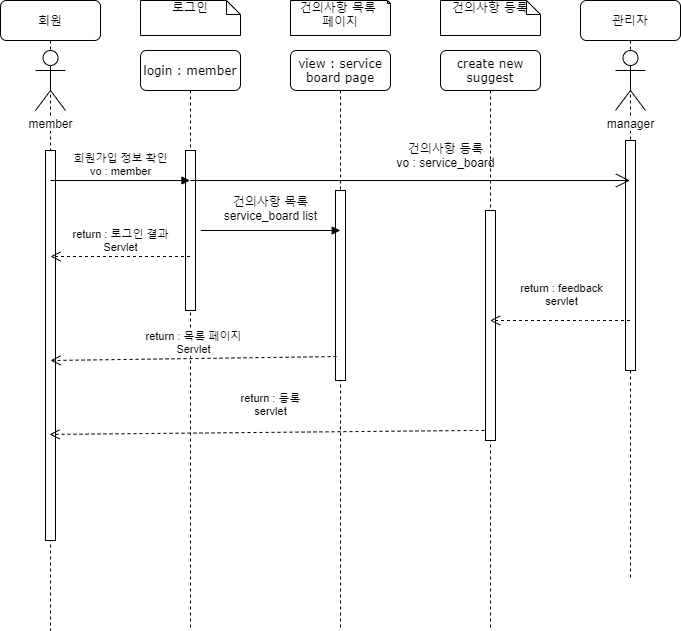 회원
로그인
건의사항 목록
페이지
건의사항 등록
관리자
login : member
view : service
board page
create new
suggest
member
manager
회원가입 정보 확인
vo : member
건의사항 등록
vo : service_board
건의사항 목록
service_board list
return : 로그인 결과
Servlet
return : feedback
servlet
return : 목록 페이지
Servlet
return : 등록
servlet